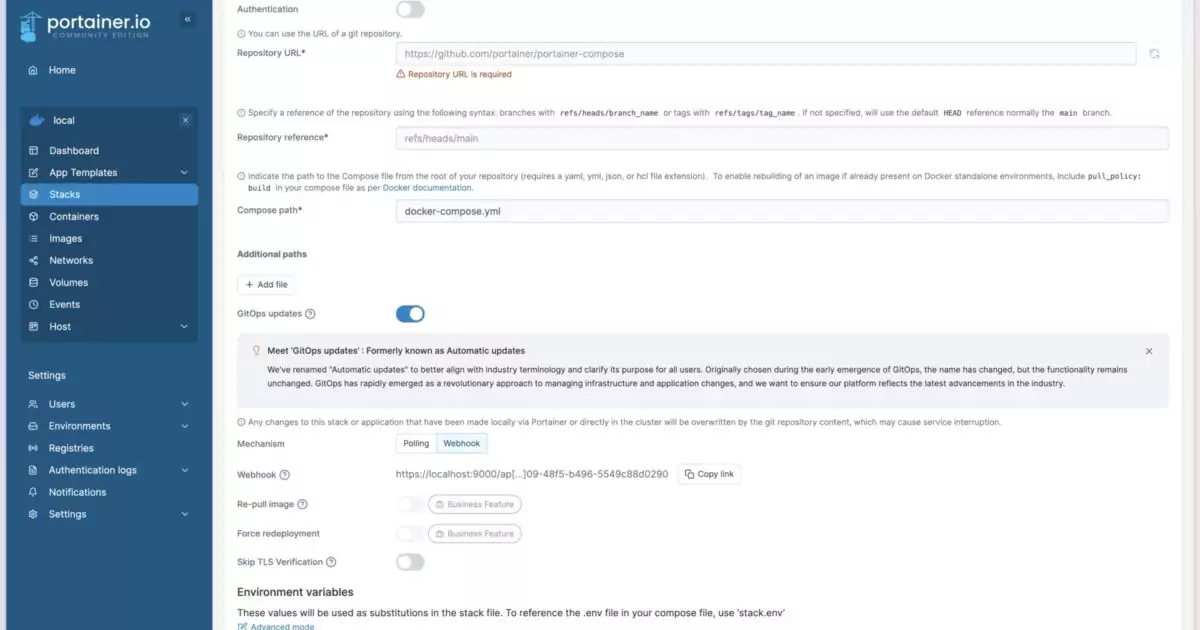 portainer.io
COMMUNITY EDITION
«
Home
local
Dashboard
App Templates
Stacks
Containers
Images
Networks
Volumes
Events
Host
Settings
Users
Environments
Registries
Authentication logs
Notifications
Settings
Authentication
You can use the URL of a git repository.
Repository URL*
https://github.com/portainer/portainer-compose
Repository URL is required
Specify a reference of the repository using the following syntax: branches with refs/heads/branch_name or tags with refs/tags/tag_name . If not specified, will use the default HEAD reference normally the main branch.
Repository reference*
refs/heads/main
Indicate the path to the Compose file from the root of your repository (requires a yaml, yml, json, or hcl file extension). To enable rebuilding of an image if already present on Docker standalone environments, include pull_policy:
build in your compose file as per Docker documentation.
Compose path*
docker-compose.yml
Additional paths
+ Add file
GitOps updates
Meet 'GitOps updates' : Formerly known as Automatic updates
We've renamed "Automatic updates" to better align with industry terminology and clarify its purpose for all users. Originally chosen during the early emergence of GitOps, the name has changed, but the functionality remains
unchanged. GitOps has rapidly emerged as a revolutionary approach to managing infrastructure and application changes, and we want to ensure our platform reflects the latest advancements in the industry.
Any changes to this stack or application that have been made locally via Portainer or directly in the cluster will be overwritten by the git repository content, which may cause service interruption.
Mechanism
Polling Webhook
Webhook
https://localhost:9000/ap[...]09-48f5-b496-5549c88d0290
Copy link
Re-pull image
Business Feature
Force redeployment
Business Feature
Skip TLS Verification
Environment variables
These values will be used as substitutions in the stack file. To reference the .env file in your compose file, use 'stack.env'
Advanced mode